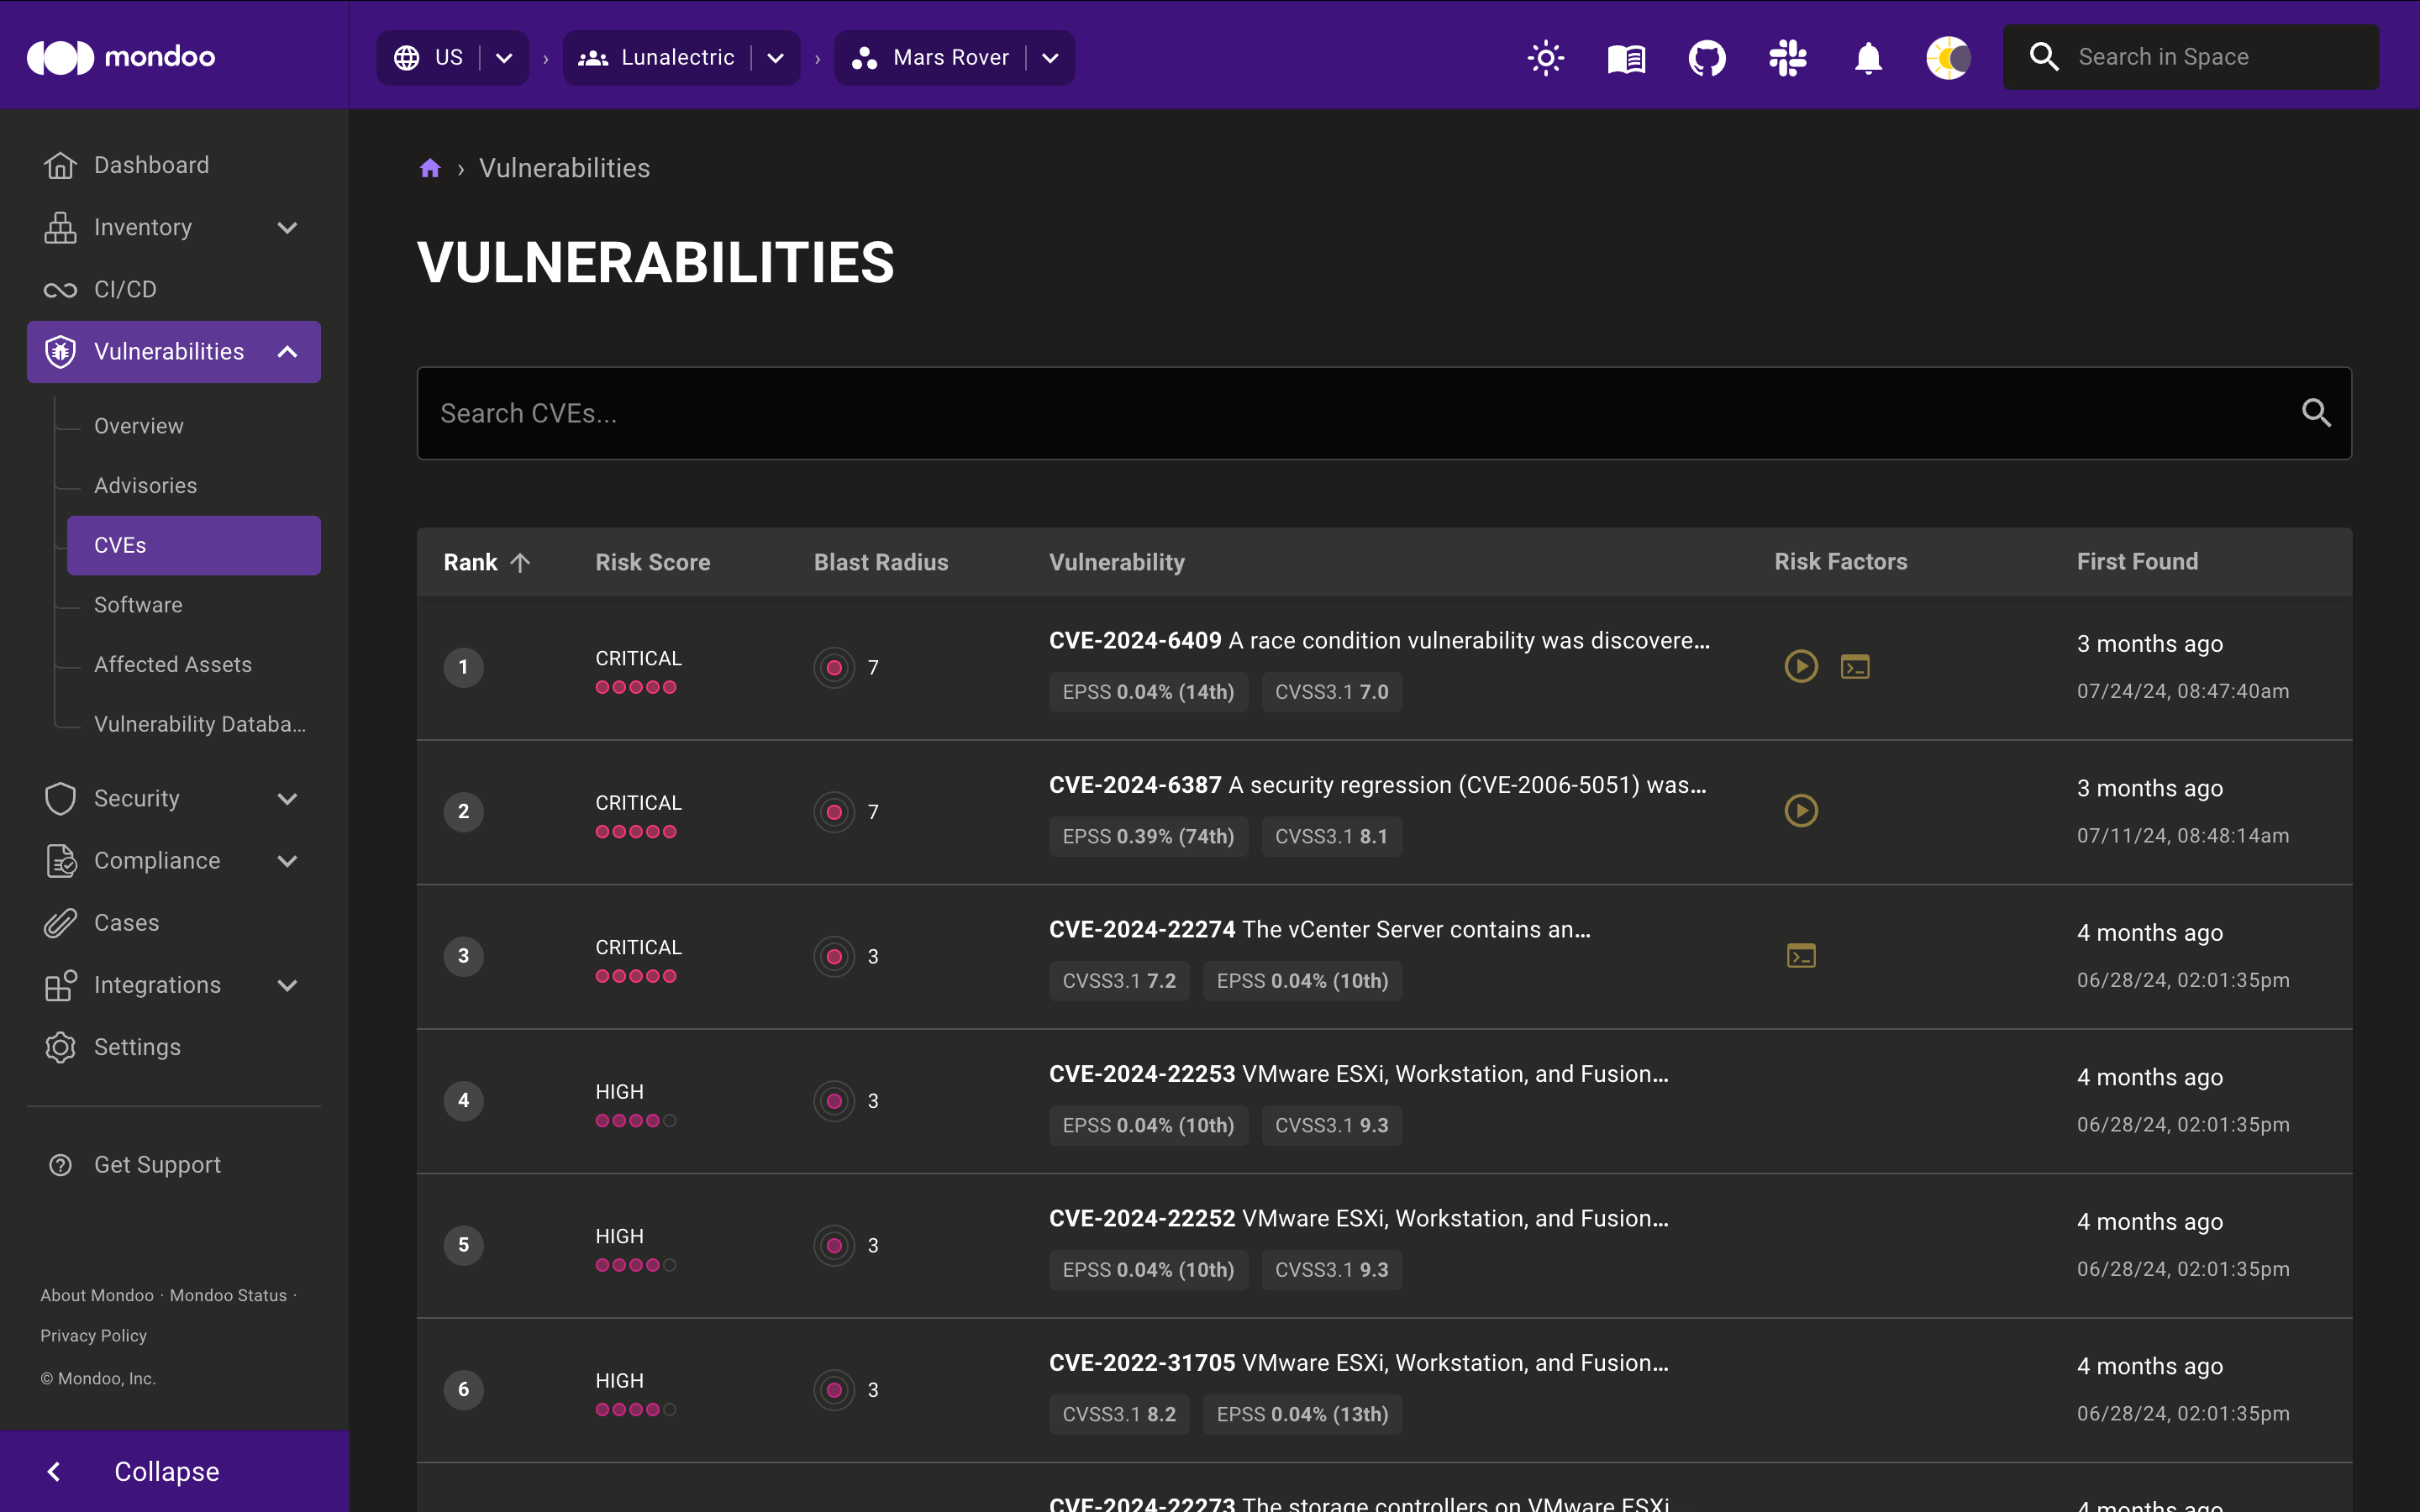 mondoo
US › Lunalectric › Mars Rover
Search in Space
Dashboard
Inventory
CI/CD
Vulnerabilities
Overview
Advisories
CVEs
Software
Affected Assets
Vulnerability Databa...
Security
Compliance
Cases
Integrations
Settings
Get Support
About Mondoo · Mondoo Status ·
Privacy Policy
© Mondoo, Inc.
Collapse
› Vulnerabilities
VULNERABILITIES
Search CVEs...
Rank Risk Score Blast Radius Vulnerability Risk Factors First Found
1 CRITICAL 7 CVE-2024-6409 A race condition vulnerability was discovere... 3 months ago
EPSS 0.04% (14th) CVSS3.1 7.0 07/24/24, 08:47:40am
2 CRITICAL 7 CVE-2024-6387 A security regression (CVE-2006-5051) was... 3 months ago
EPSS 0.39% (74th) CVSS3.1 8.1 07/11/24, 08:48:14am
3 CRITICAL 3 CVE-2024-22274 The vCenter Server contains an... 4 months ago
CVSS3.1 7.2 EPSS 0.04% (10th) 06/28/24, 02:01:35pm
4 HIGH 3 CVE-2024-22253 VMware ESXi, Workstation, and Fusion... 4 months ago
EPSS 0.04% (10th) CVSS3.1 9.3 06/28/24, 02:01:35pm
5 HIGH 3 CVE-2024-22252 VMware ESXi, Workstation, and Fusion... 4 months ago
EPSS 0.04% (10th) CVSS3.1 9.3 06/28/24, 02:01:35pm
6 HIGH 3 CVE-2022-31705 VMware ESXi, Workstation, and Fusion... 4 months ago
CVSS3.1 8.2 EPSS 0.04% (13th) 06/28/24, 02:01:35pm
CVE-2024-22273 The storage controllers on VMware ESXi 4 months ago